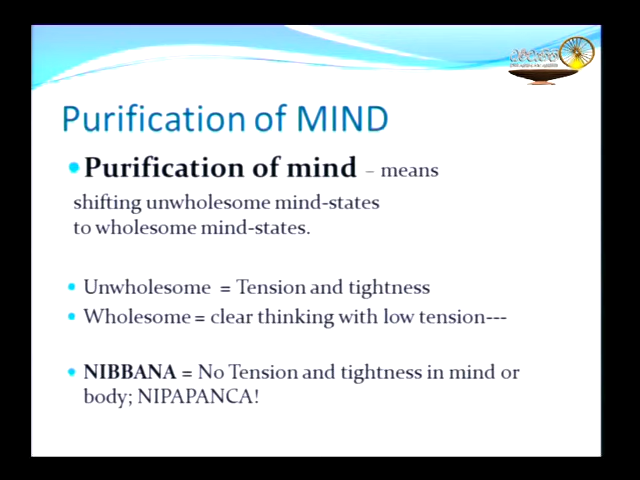 Purification of MIND
Purification of mind – means
shifting unwholesome mind-states
to wholesome mind-states.
Unwholesome = Tension and tightness
Wholesome = clear thinking with low tension---
NIBBANA = No Tension and tightness in mind or
body; NIPAPANCA!